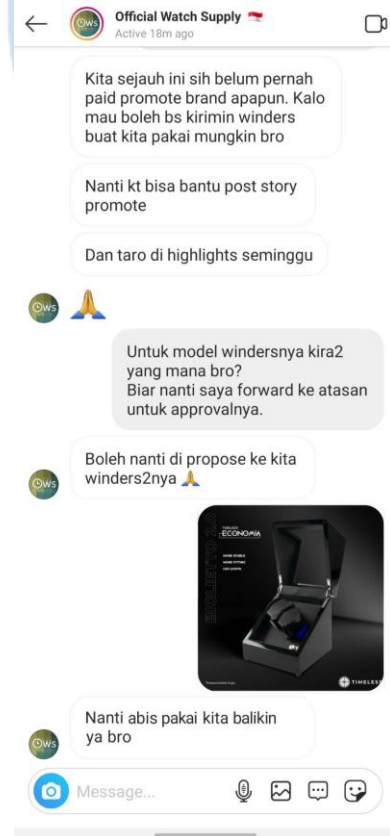 Official Watch Supply 🇮🇩
Active 18m ago
Kita sejauh ini sih belum pernah
paid promote brand apapun. Kalo
mau boleh bs kirimin winders
buat kita pakai mungkin bro
Nanti kt bisa bantu post story
promote
Dan taro di highlights seminggu
OWS
🙏
Untuk model windersnya kira2
yang mana bro?
Biar nanti saya forward ke atasan
untuk approvalnya.
Boleh nanti di propose ke kita
winders2nya 🙏
OWS
ECONOMIA
TIMELESS
Nanti abis pakai kita balikin
ya bro
OWS
Message...